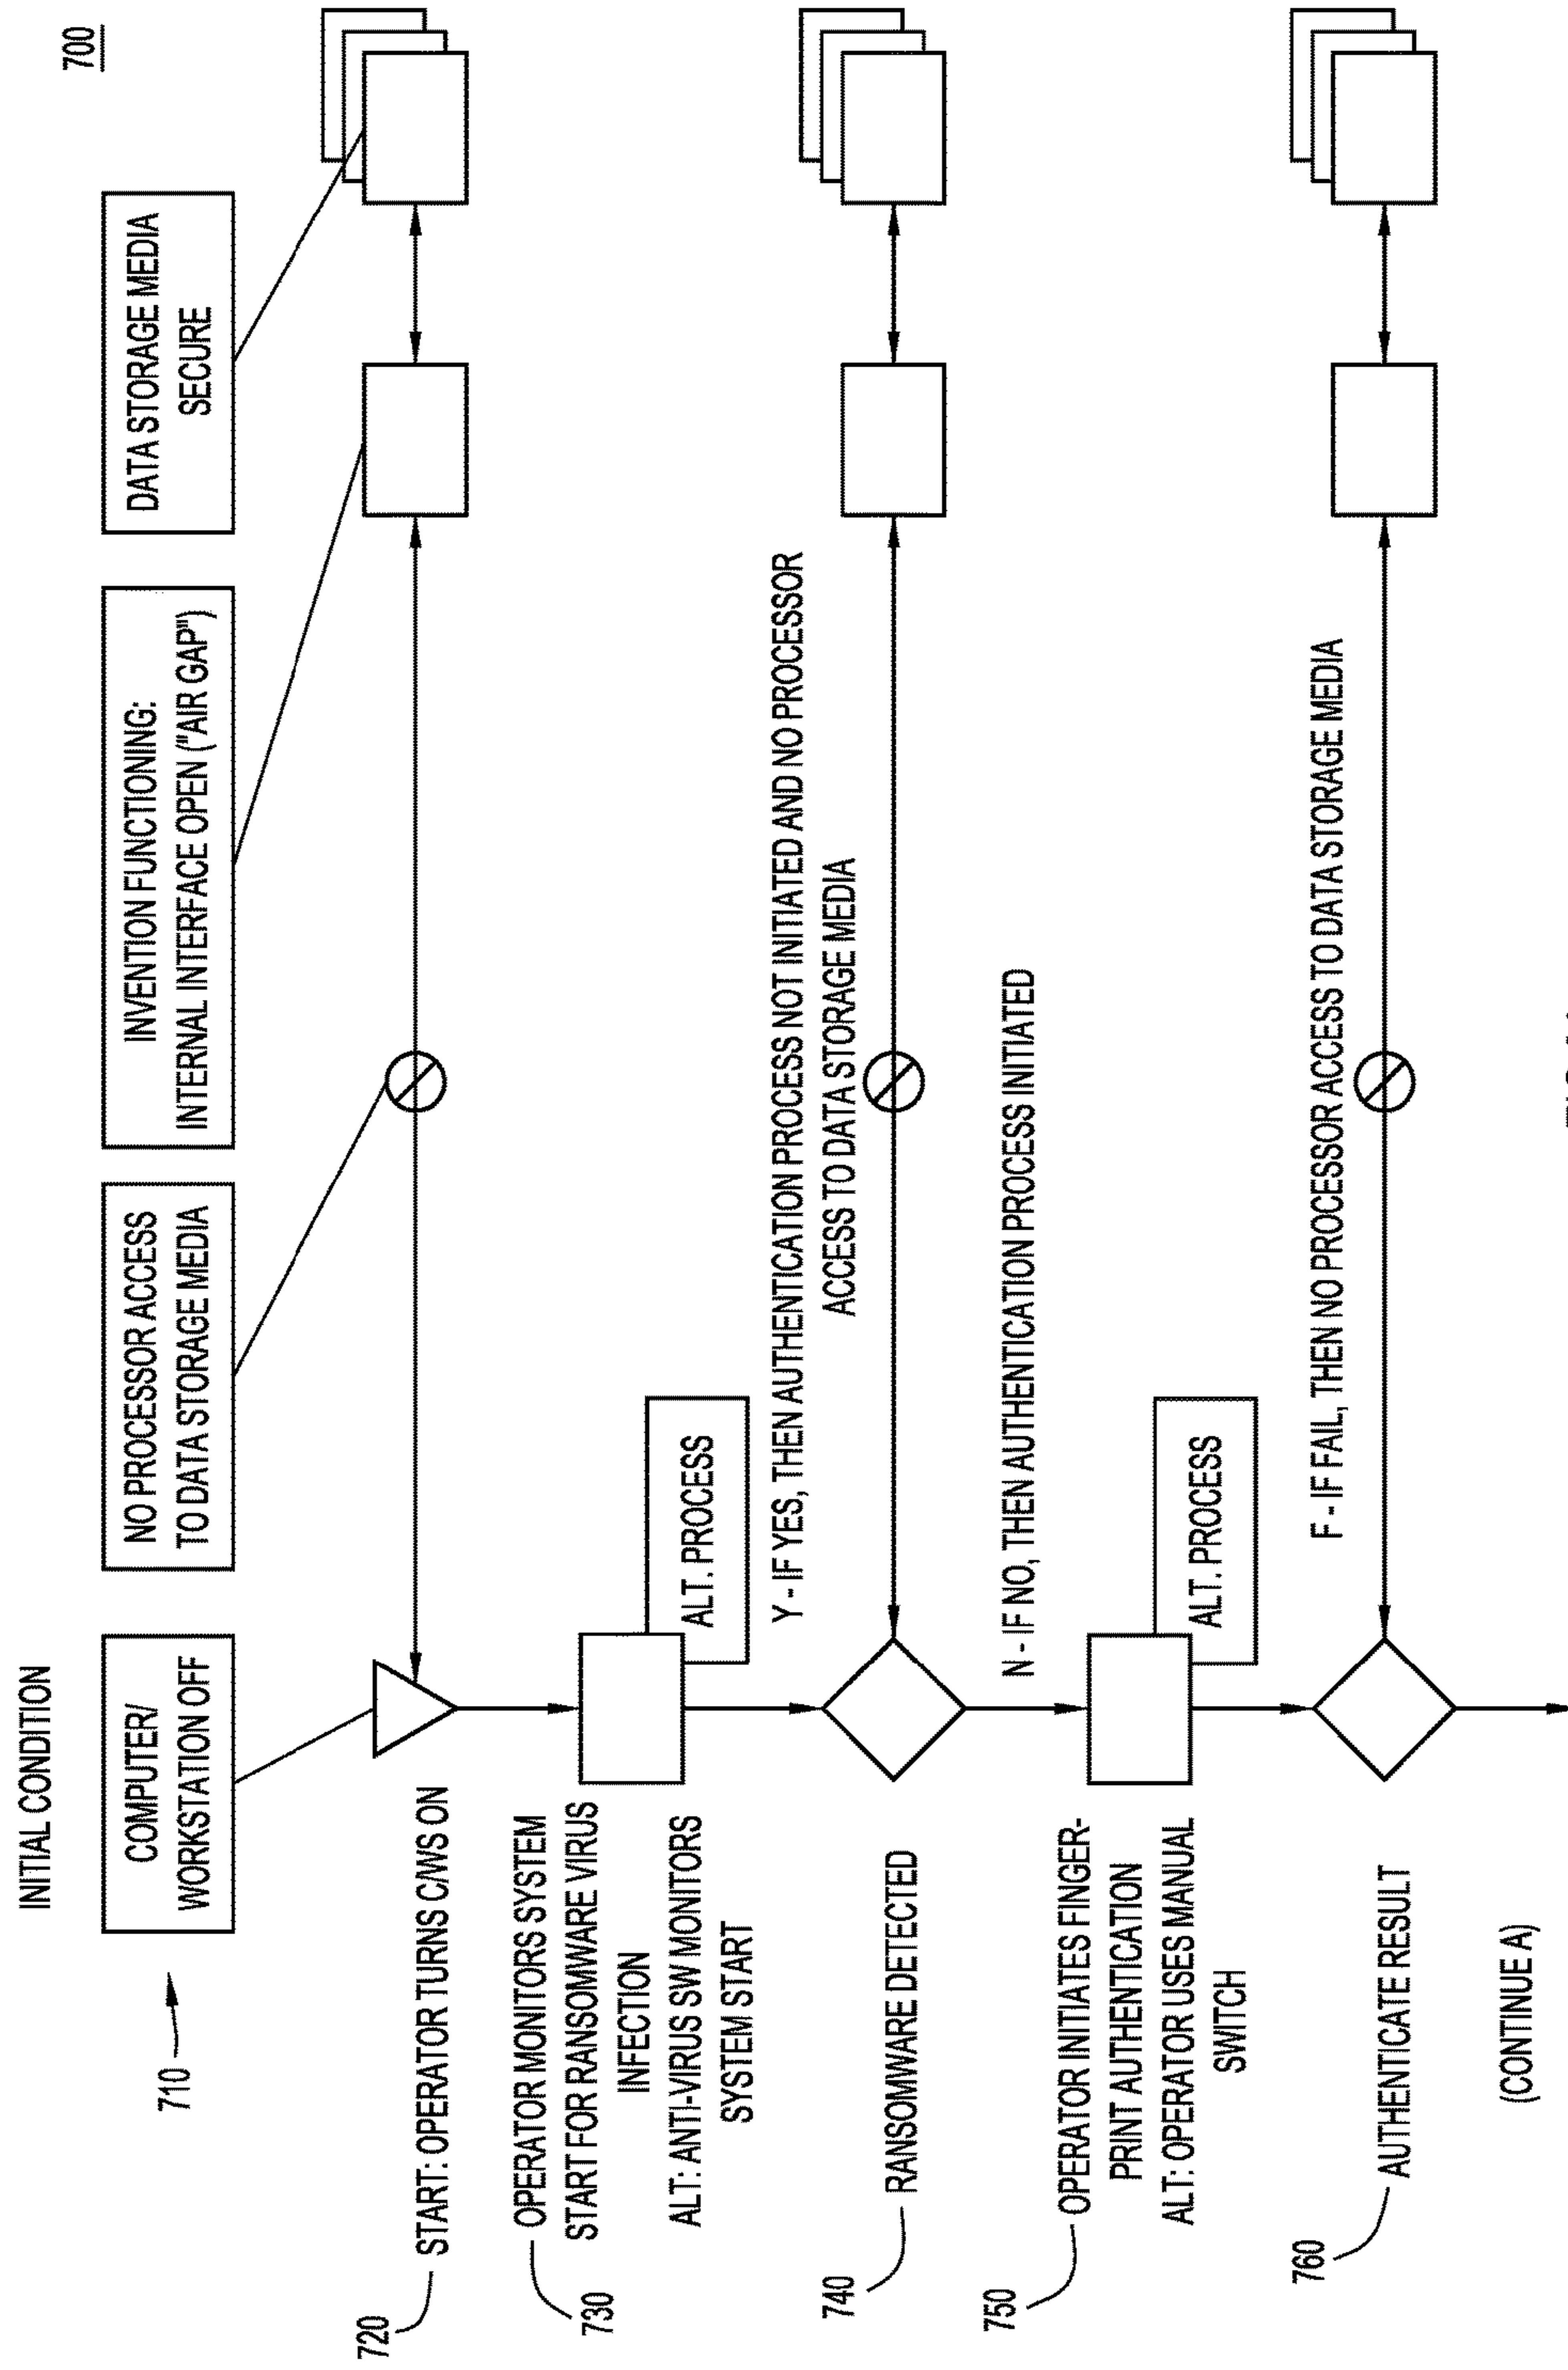 700
INITIAL CONDITION
710
COMPUTER/
WORKSTATION OFF
NO PROCESSOR ACCESS
TO DATA STORAGE MEDIA
INVENTION FUNCTIONING:
INTERNAL INTERFACE OPEN ("AIR GAP")
DATA STORAGE MEDIA
SECURE
720
START: OPERATOR TURNS C/WS ON
730
OPERATOR MONITORS SYSTEM
START FOR RANSOMWARE VIRUS
INFECTION
ALT: ANTI-VIRUS SW MONITORS
SYSTEM START
ALT. PROCESS
Y - IF YES, THEN AUTHENTICATION PROCESS NOT INITIATED AND NO PROCESSOR
ACCESS TO DATA STORAGE MEDIA
740
RANSOMWARE DETECTED
N - IF NO, THEN AUTHENTICATION PROCESS INITIATED
750
OPERATOR INITIATES FINGER-
PRINT AUTHENTICATION
ALT: OPERATOR USES MANUAL
SWITCH
ALT. PROCESS
F - IF FAIL, THEN NO PROCESSOR ACCESS TO DATA STORAGE MEDIA
760
AUTHENTICATE RESULT
(CONTINUE A)